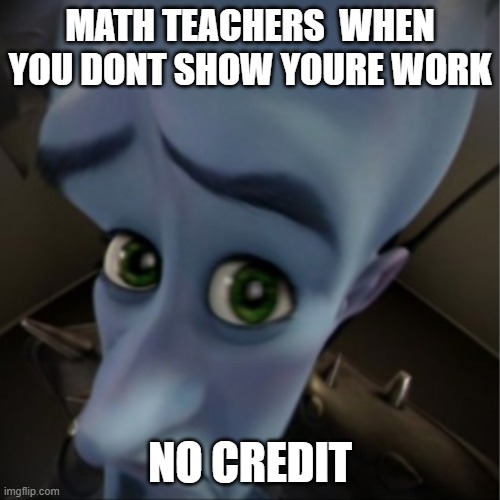 MATH TEACHERS  WHEN
YOU DONT SHOW YOURE WORK
NO CREDIT
imgflip.com